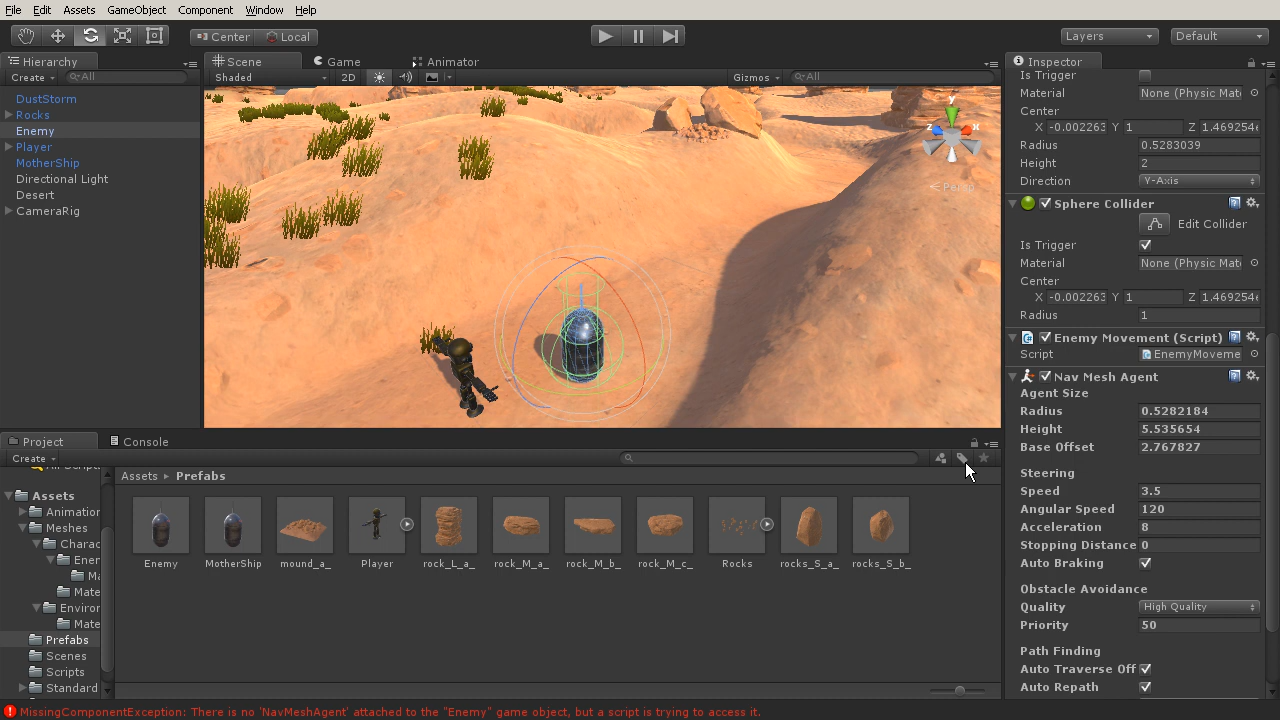 File Edit Assets GameObject Component Window Help
Center Local Layers Default
Hierarchy
Create All
DustStorm
Rocks
Enemy
Player
MotherShip
Directional Light
Desert
CameraRig
Scene Game Animator
Shaded 2D Gizmos All
y
z x
Persp
Project Console
Create
Assets
Animation
Meshes
Charac
Ener
Ma
Mate
Enviror
Mate
Prefabs
Scenes
Scripts
Standard
Assets Prefabs
Enemy MotherShip mound_a_ Player rock_L_a_ rock_M_a_ rock_M_b_ rock_M_c_ Rocks rocks_S_a_ rocks_S_b_
Inspector
Is Trigger
Material None (Physic Mat
Center
X -0.002263 Y 1 Z 1.469254
Radius 0.5283039
Height 2
Direction Y-Axis
Sphere Collider
Edit Collider
Is Trigger
Material None (Physic Mat
Center
X -0.002263 Y 1 Z 1.469254
Radius 1
Enemy Movement (Script)
Script EnemyMoveme
Nav Mesh Agent
Agent Size
Radius 0.5282184
Height 5.535654
Base Offset 2.767827
Steering
Speed 3.5
Angular Speed 120
Acceleration 8
Stopping Distance 0
Auto Braking
Obstacle Avoidance
Quality High Quality
Priority 50
Path Finding
Auto Traverse Off
Auto Repath
MissingComponentException: There is no 'NavMeshAgent' attached to the "Enemy" game object, but a script is trying to access it.